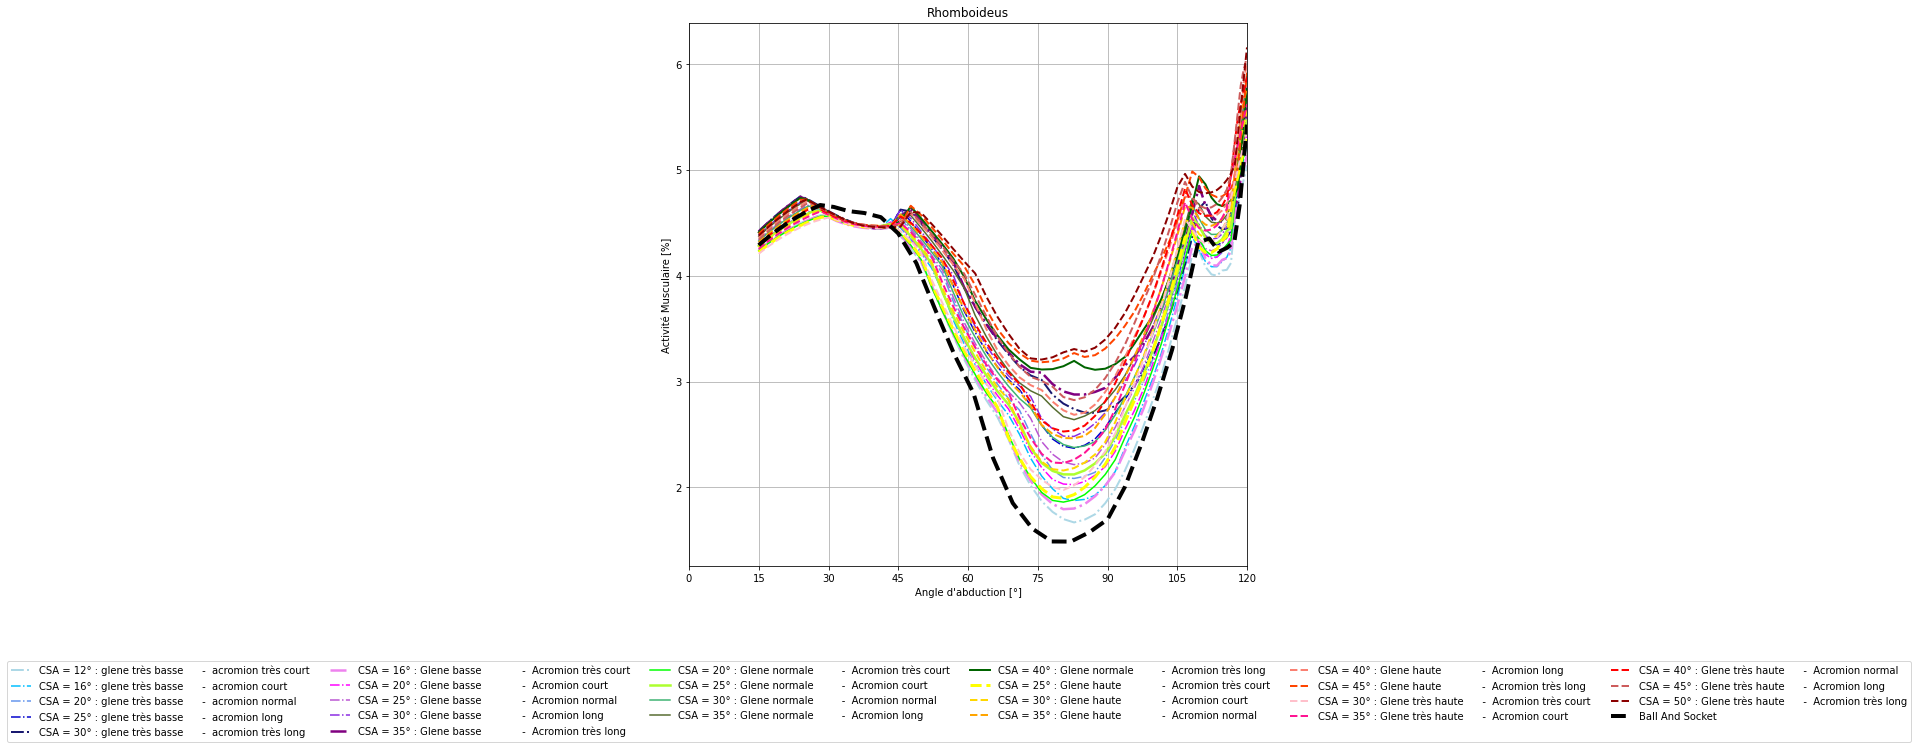 Rhomboideus
6
5
4
3
2
Activité Musculaire [%]
0 15 30 45 60 75 90 105 120
Angle d'abduction [°]
CSA = 12° : glene très basse - acromion très court
CSA = 16° : glene très basse - acromion court
CSA = 20° : glene très basse - acromion normal
CSA = 25° : glene très basse - acromion long
CSA = 30° : glene très basse - acromion très long
CSA = 16° : Glene basse - Acromion très court
CSA = 20° : Glene basse - Acromion court
CSA = 25° : Glene basse - Acromion normal
CSA = 30° : Glene basse - Acromion long
CSA = 35° : Glene basse - Acromion très long
CSA = 20° : Glene normale - Acromion très court
CSA = 25° : Glene normale - Acromion court
CSA = 30° : Glene normale - Acromion normal
CSA = 35° : Glene normale - Acromion long
CSA = 40° : Glene normale - Acromion très long
CSA = 25° : Glene haute - Acromion très court
CSA = 30° : Glene haute - Acromion court
CSA = 35° : Glene haute - Acromion normal
CSA = 40° : Glene haute - Acromion long
CSA = 45° : Glene haute - Acromion très long
CSA = 30° : Glene très haute - Acromion très court
CSA = 35° : Glene très haute - Acromion court
CSA = 40° : Glene très haute - Acromion normal
CSA = 45° : Glene très haute - Acromion long
CSA = 50° : Glene très haute - Acromion très long
Ball And Socket